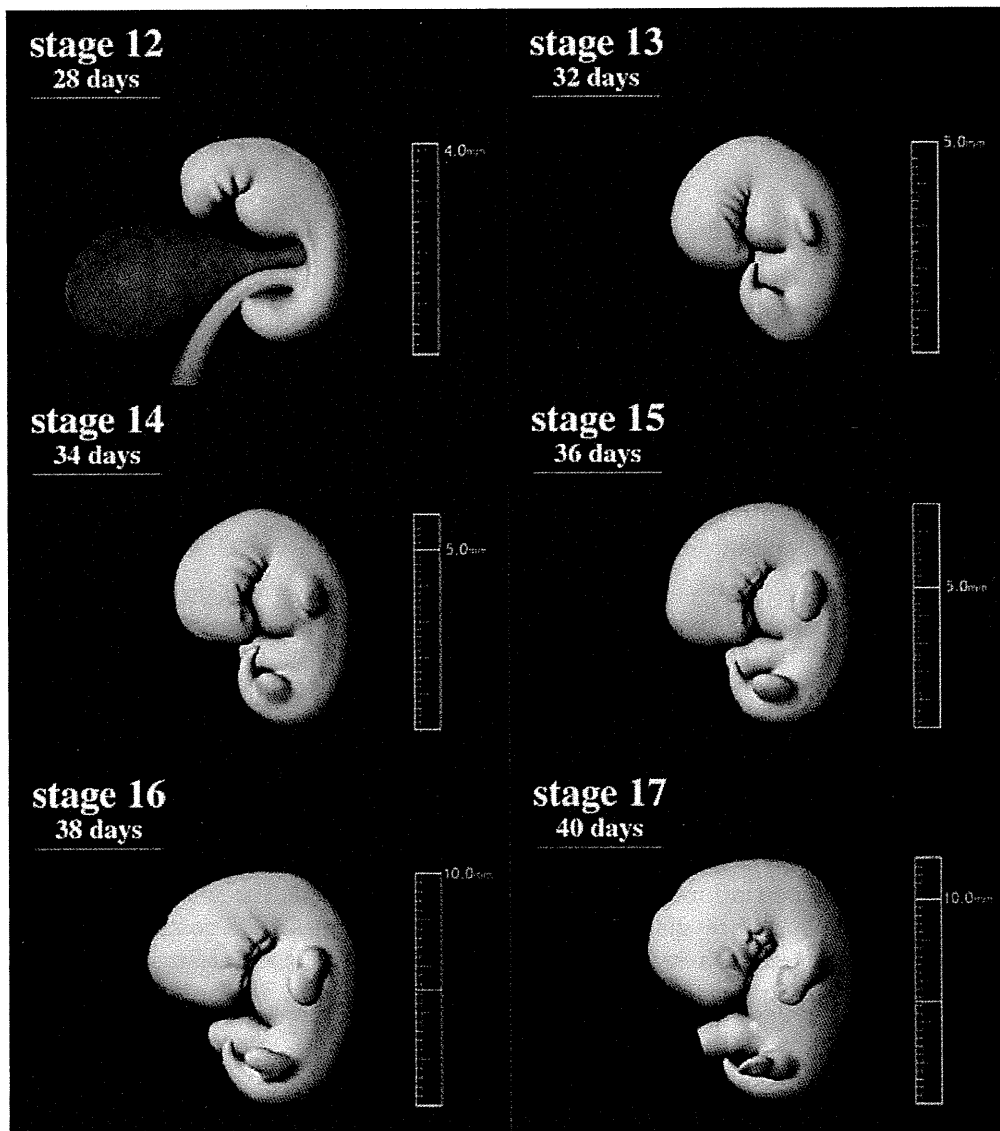 stage 12
28 days
4.0mm
stage 13
32 days
5.0mm
stage 14
34 days
5.0mm
stage 15
36 days
5.0mm
stage 16
38 days
10.0mm
stage 17
40 days
10.0mm